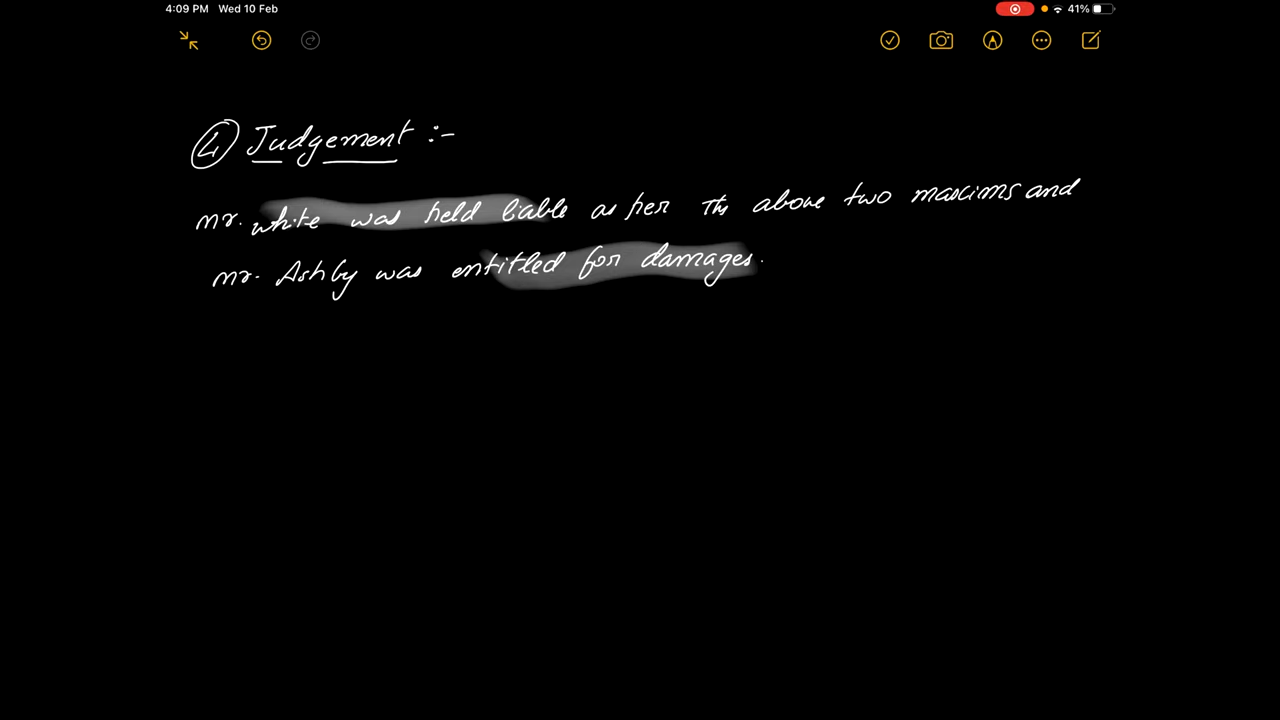 4:09 PM Wed 10 Feb 41%
④ Judgement :-
mr. white was held liable as per the above two maxims and
mr. Ashby was entitled for damages.